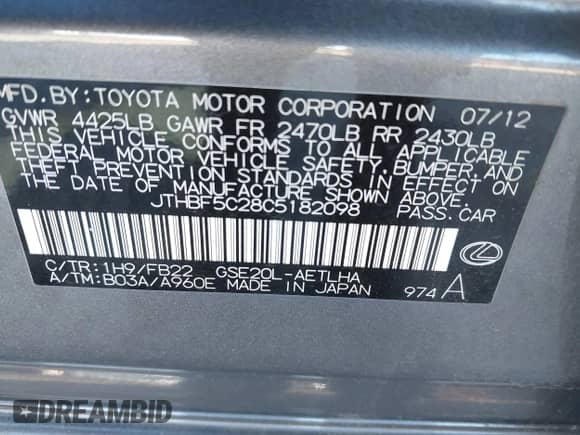 MFD.BY:TOYOTA MOTOR CORPORATION 07/12
GVWR 4425LB GAWR FR 2470LB RR 2430LB
THIS VEHICLE CONFORMS TO ALL APPLICABLE
FEDERAL MOTOR VEHICLE SAFETY,BUMPER,AND
THEFT PREVENTION STANDARDS IN EFFECT ON
THE DATE OF MANUFACTURE SHOWN ABOVE.
JTHBF5C28C5182098 PASS.CAR
C/TR:1H9/FB22 GSE20L-AETLHA
A/TM:B03A/A960E MADE IN JAPAN 974 A
DREAMBID